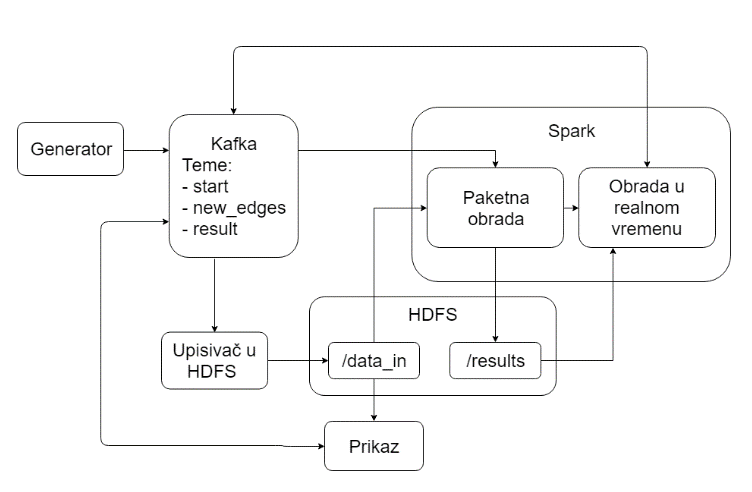 Spark
Generator
Kafka
Teme:
- start
- new_edges
- result
Paketna
obrada
Obrada u
realnom
vremenu
HDFS
Upisivač u
HDFS
/data_in
/results
Prikaz